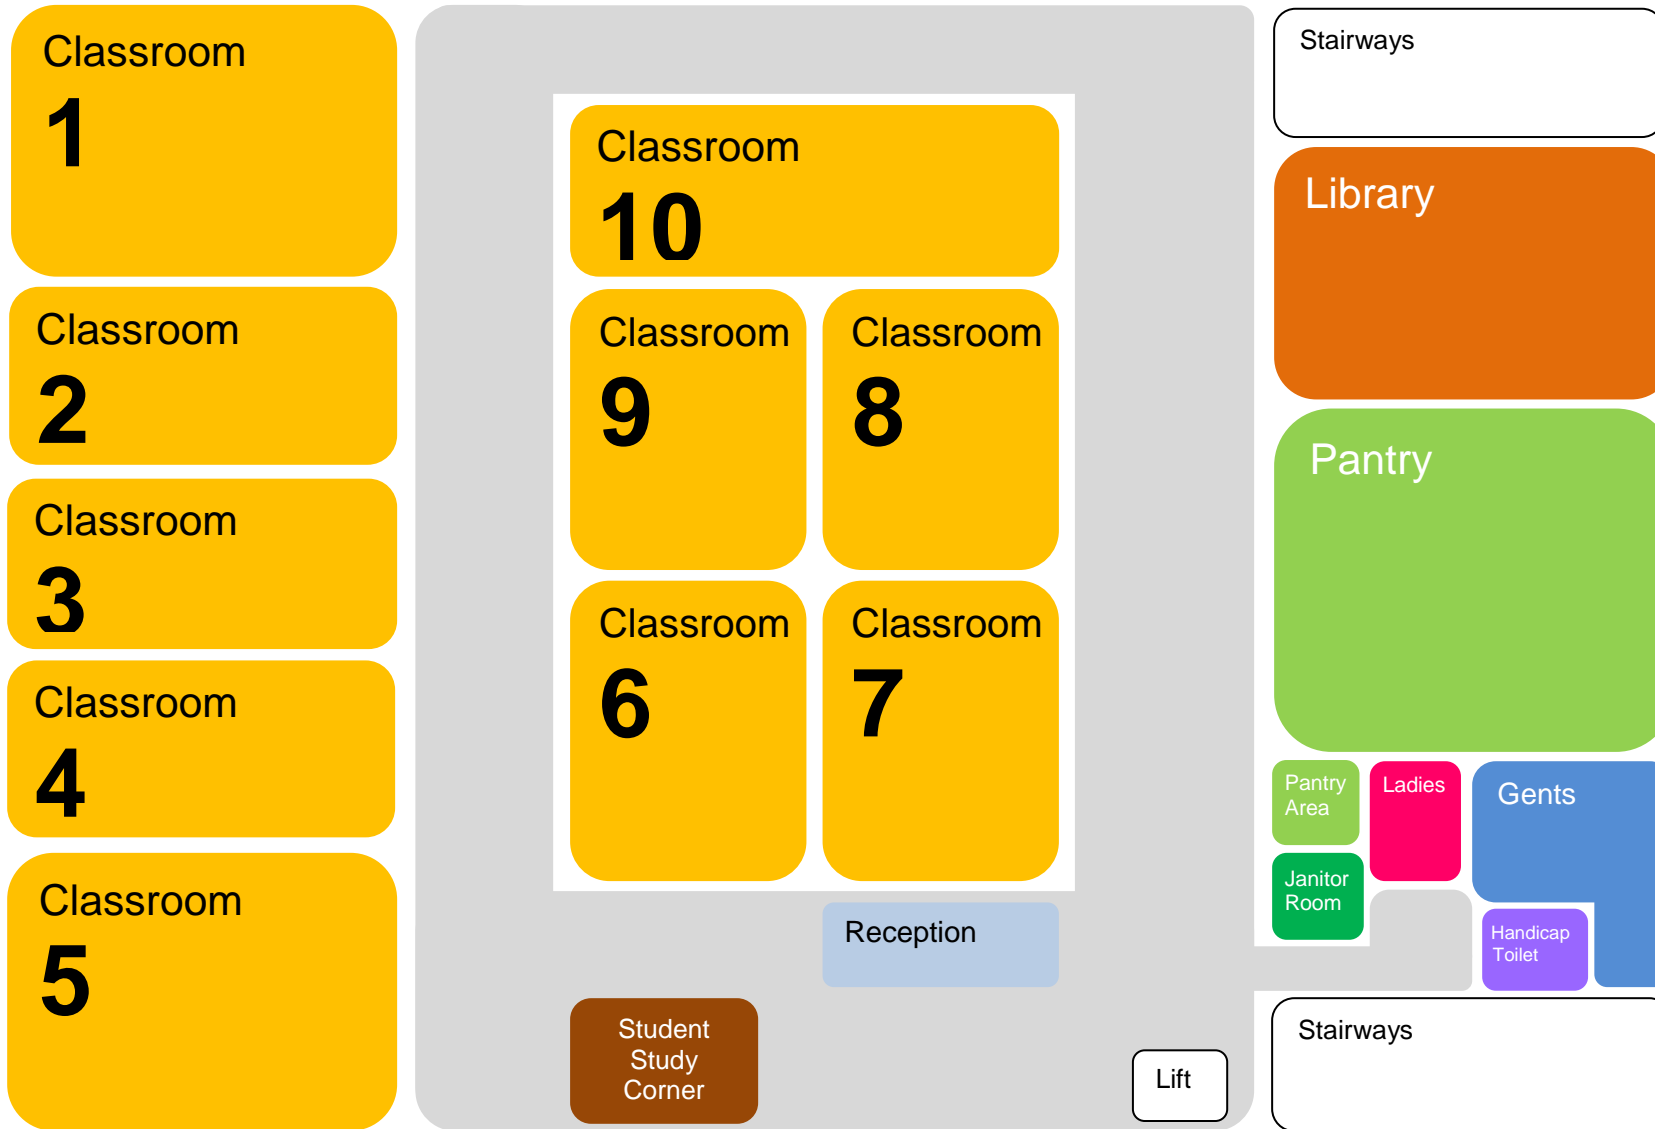 Classroom
1
Classroom
2
Classroom
3
Classroom
4
Classroom
5
Classroom
10
Classroom
9
Classroom
8
Classroom
6
Classroom
7
Reception
Student
Study
Corner
Lift
Stairways
Library
Pantry
Pantry
Area
Ladies
Gents
Janitor
Room
Handicap
Toilet
Stairways